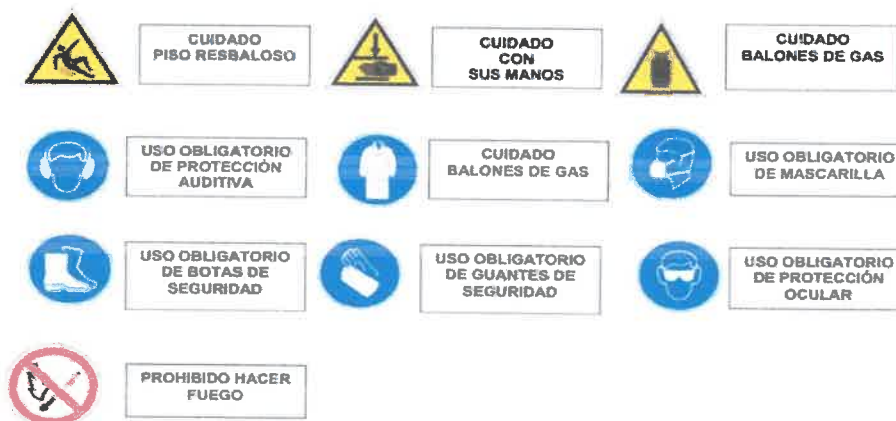 CUIDADO
PISO RESBALOSO
CUIDADO
CON
SUS MANOS
CUIDADO
BALONES DE GAS
USO OBLIGATORIO
DE PROTECCIÓN
AUDITIVA
CUIDADO
BALONES DE GAS
USO OBLIGATORIO
DE MASCARILLA
USO OBLIGATORIO
DE BOTAS DE
SEGURIDAD
USO OBLIGATORIO
DE GUANTES DE
SEGURIDAD
USO OBLIGATORIO
DE PROTECCIÓN
OCULAR
PROHIBIDO HACER
FUEGO